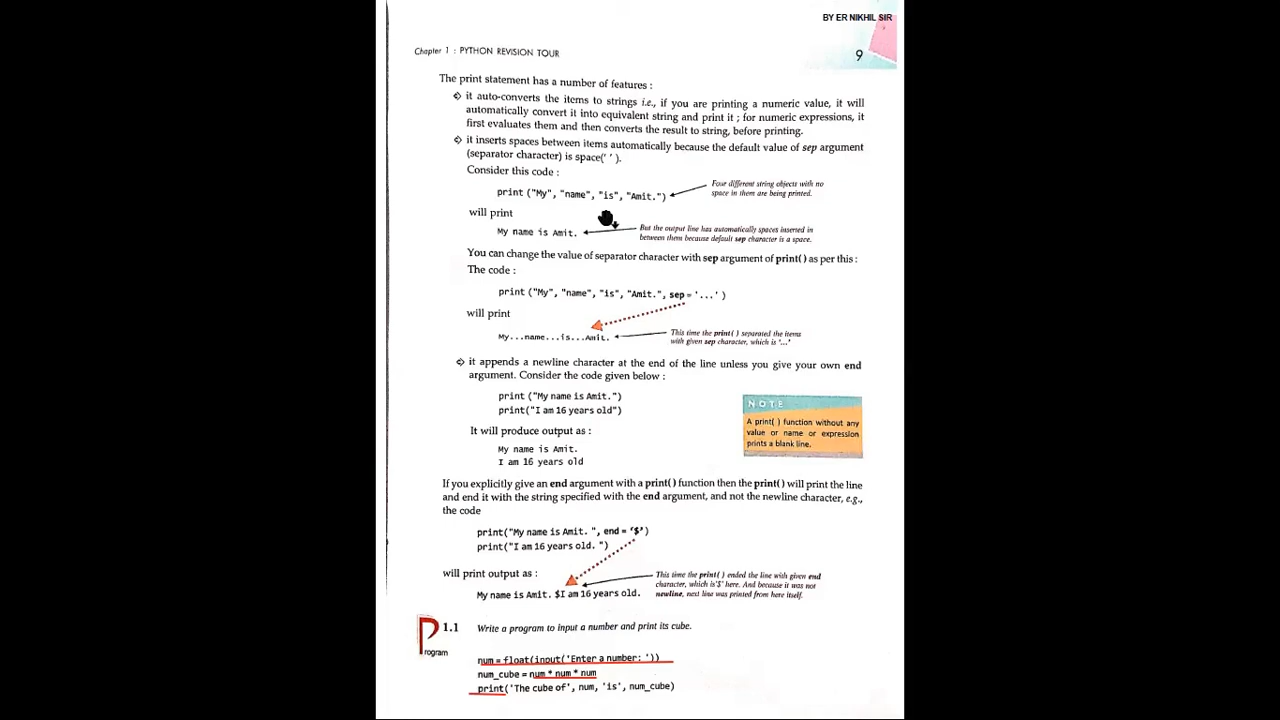 BY ER NIKHIL SIR
Chapter 1 : PYTHON REVISION TOUR
9
The print statement has a number of features :
it auto-converts the items to strings i.e., if you are printing a numeric value, it will
automatically convert it into equivalent string and print it ; for numeric expressions, it
first evaluates them and then converts the result to string, before printing.
it inserts spaces between items automatically because the default value of sep argument
(separator character) is space(' ').
Consider this code :
print ("My", "name", "is", "Amit.")
Four different string objects with no
space in them are being printed.
will print
My name is Amit.
But the output line has automatically spaces inserted in
between them because default sep character is a space.
You can change the value of separator character with sep argument of print( ) as per this :
The code :
print ("My", "name", "is", "Amit.", sep = '...' )
will print
My...name...is...Amit.
This time the print( ) separated the items
with given sep character, which is '...'
it appends a newline character at the end of the line unless you give your own end
argument. Consider the code given below :
print ("My name is Amit.")
print("I am 16 years old")
It will produce output as :
My name is Amit.
I am 16 years old
NOTE
A print( ) function without any
value or name or expression
prints a blank line.
If you explicitly give an end argument with a print( ) function then the print( ) will print the line
and end it with the string specified with the end argument, and not the newline character, e.g.,
the code
print("My name is Amit. ", end = '$')
print("I am 16 years old. ")
will print output as :
My name is Amit. $I am 16 years old.
This time the print( ) ended the line with given end
character, which is '$' here. And because it was not
newline, next line was printed from here itself.
Program
1.1 Write a program to input a number and print its cube.
num = float(input('Enter a number: '))
num_cube = num * num * num
print('The cube of', num, 'is', num_cube)